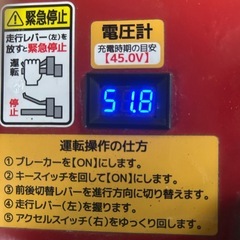 緊急停止
走行レバー(左)を
放すと緊急停止
運転
停止
電圧計
充電時期の目安
【45.0V】
51.8
運転操作の仕方
①ブレーカーを【ON】にします。
②キースイッチを回して【ON】にします。
③前後切替レバーを進行方向に切り替えます。
④走行レバー(左)を握ります。
⑤アクセルスイッチ(右)をゆっくり回します。